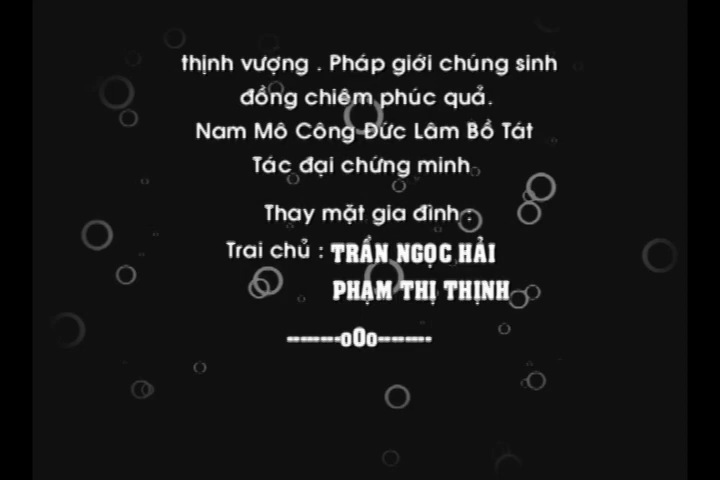 thịnh vượng . Pháp giới chúng sinh
đồng chiêm phúc quả.
Nam Mô Công Đức Lâm Bồ Tát
Tác đại chứng minh
Thay mặt gia đình :
Trai chủ : TRẦN NGỌC HẢI
PHẠM THỊ THỊNH
--------oOo--------